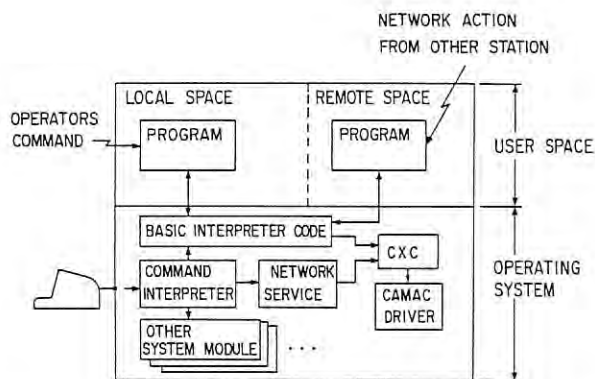 NETWORK ACTION
FROM OTHER STATION
LOCAL SPACE
REMOTE SPACE
OPERATORS
COMMAND
PROGRAM
PROGRAM
USER SPACE
BASIC INTERPRETER CODE
CXC
COMMAND
INTERPRETER
NETWORK
SERVICE
OPERATING
SYSTEM
CAMAC
DRIVER
OTHER
SYSTEM MODULE
. . .